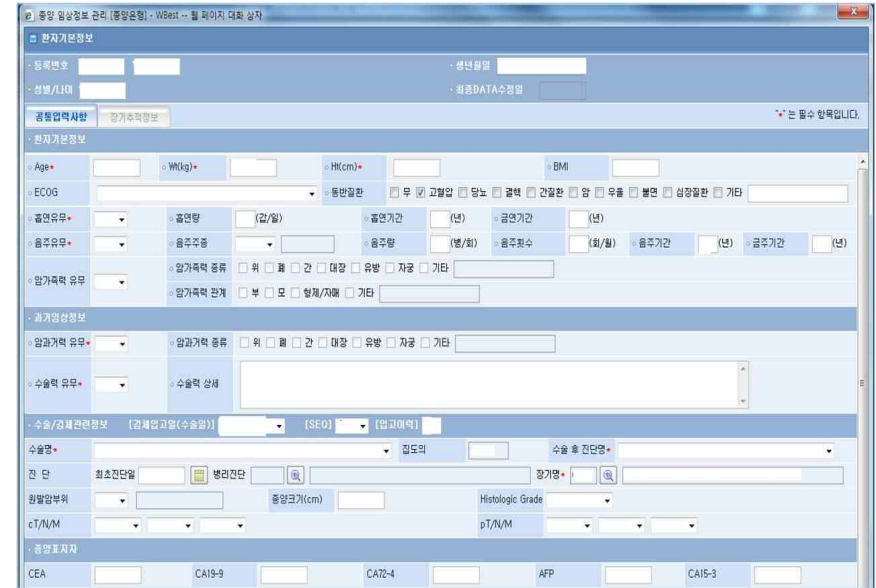 종양 임상정보 관리 [종양은행] - WBest -- 웹 페이지 대화 상자
환자기본정보
등록번호 생년월일
성별/나이 최종DATA수정일
공통입력사항 장기추적정보 "*" 는 필수 항목입니다.
환자기본정보
Age* Wt(kg)* Ht(cm)* BMI
ECOG 동반질환 무 고혈압 당뇨 결핵 간질환 암 우울 불면 심장질환 기타
흡연유무* 흡연량 (갑/일) 흡연기간 (년) 금연기간 (년)
음주유무* 음주주종 음주량 (병/회) 음주횟수 (회/월) 음주기간 (년) 금주기간 (년)
암가족력 유무 암가족력 종류 위 폐 간 대장 유방 자궁 기타
암가족력 관계 부 모 형제/자매 기타
과거임상정보
암과거력 유무* 암과거력 종류 위 폐 간 대장 유방 자궁 기타
수술력 유무* 수술력 상세
수술/검체관련정보 [검체입고일(수술일)] [SEQ] [입고이력]
수술명* 집도의 수술 후 진단명*
진 단 최초진단일 병리진단 장기명*
원발암부위 종양크기(cm) Histologic Grade
cT/N/M pT/N/M
종양표지자
CEA CA19-9 CA72-4 AFP CA15-3